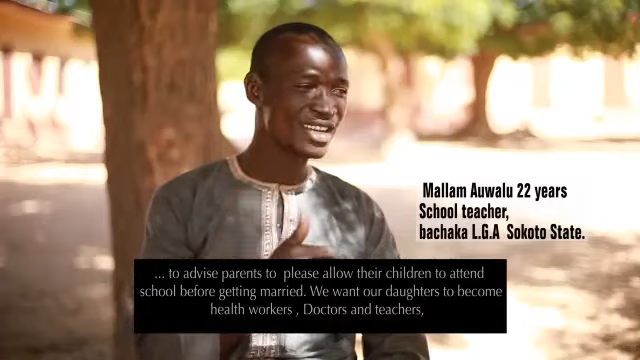 Mallam Auwalu 22 years
School teacher,
bachaka L.G.A Sokoto State.
... to advise parents to please allow their children to attend
school before getting married. We want our daughters to become
health workers , Doctors and teachers,